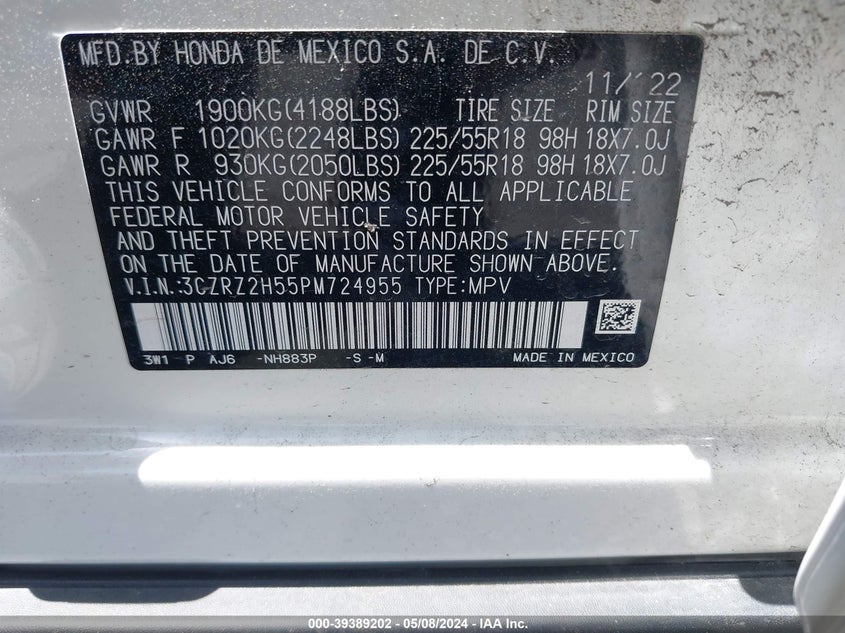 MFD.BY HONDA DE MEXICO S.A. DE C.V.
11/22
GVWR 1900KG(4188LBS) TIRE SIZE RIM SIZE
GAWR F 1020KG(2248LBS) 225/55R18 98H 18X7.0J
GAWR R 930KG(2050LBS) 225/55R18 98H 18X7.0J
THIS VEHICLE CONFORMS TO ALL APPLICABLE
FEDERAL MOTOR VEHICLE SAFETY
AND THEFT PREVENTION STANDARDS IN EFFECT
ON THE DATE OF MANUFACTURE SHOWN ABOVE.
V.I.N.:3CZRZ2H55PM724955 TYPE:MPV
3W1 P AJ6 -NH883P -S -M MADE IN MEXICO
000-39389202 - 05/08/2024 - IAA Inc.